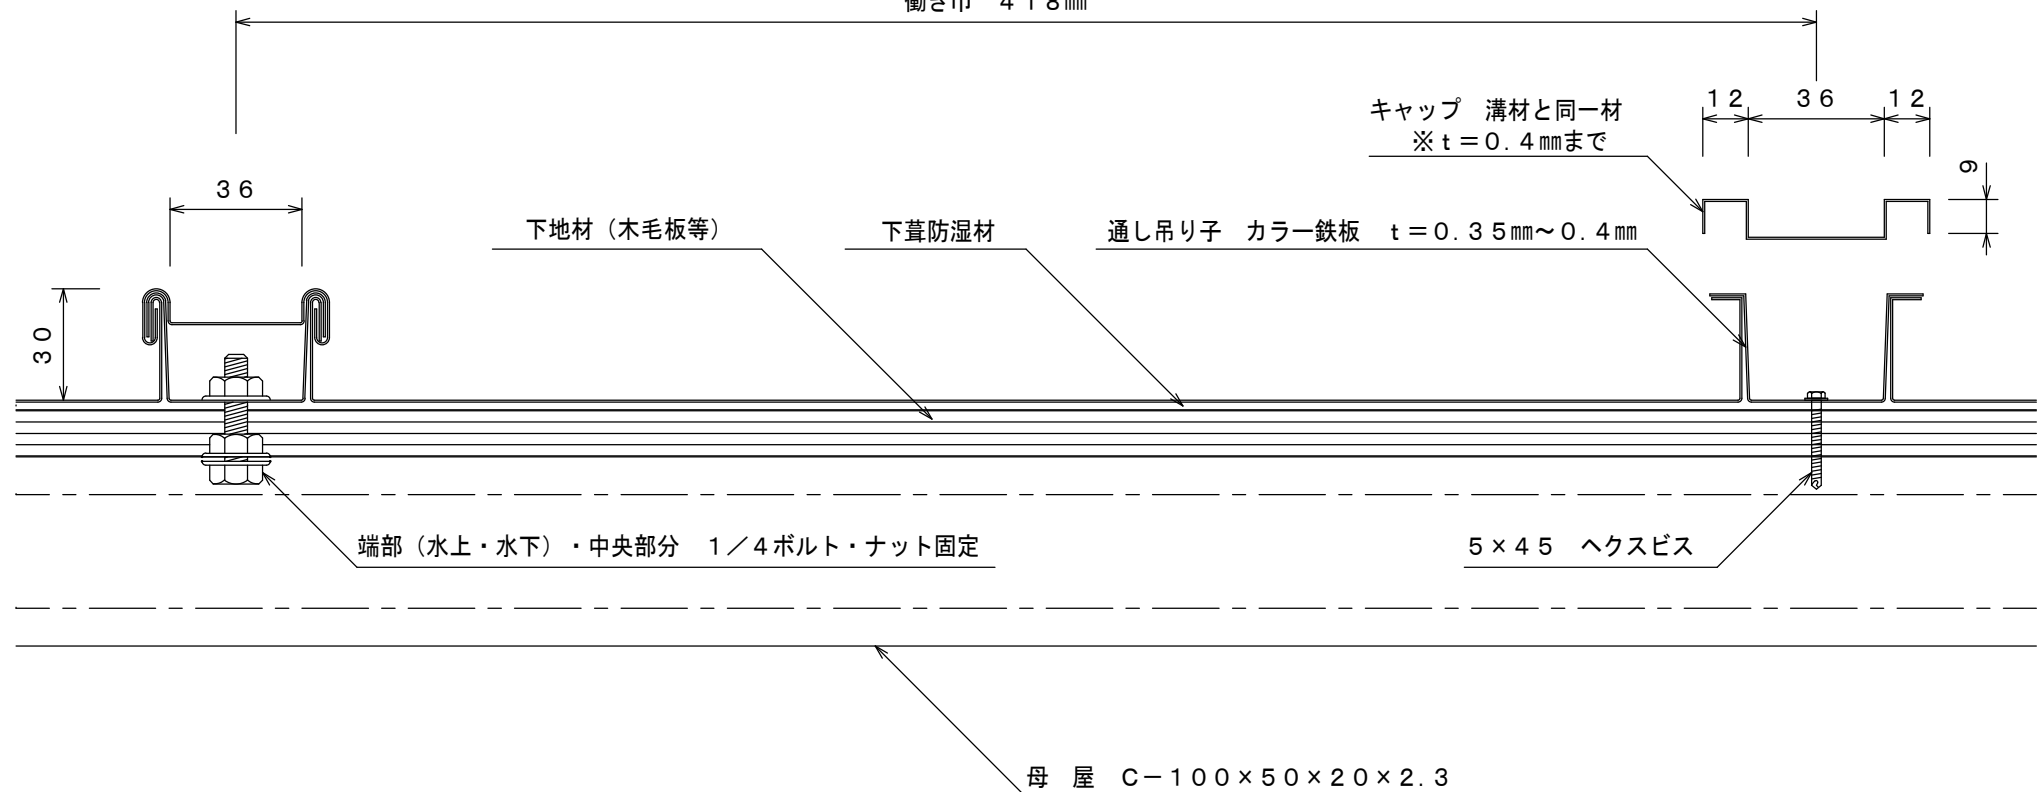 働き巾　４１８㎜
キャップ　溝材と同一材
※ｔ＝０．４㎜まで
１２
３６
１２
９
３６
３０
下地材（木毛板等）
下葺防湿材
通し吊り子　カラー鉄板　ｔ＝０．３５㎜～０．４㎜
端部（水上・水下）・中央部分　１／４ボルト・ナット固定
５×４５　ヘクスビス
母　屋　Ｃ－１００×５０×２０×２．３